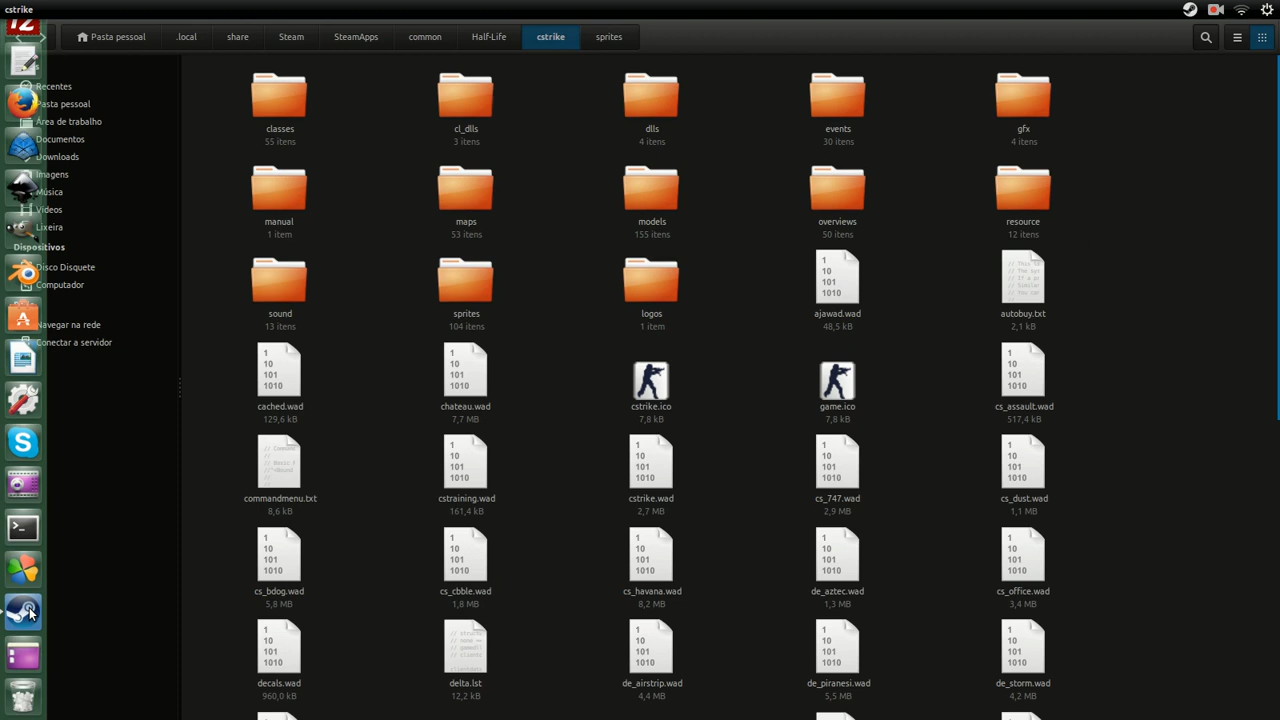 cstrike
Pasta pessoal
.local
share
Steam
SteamApps
common
Half-Life
cstrike
sprites
Recentes
Pasta pessoal
Área de trabalho
Documentos
Downloads
Imagens
Música
Vídeos
Lixeira
Dispositivos
Disco Disquete
Computador
Navegar na rede
Conectar a servidor
classes
55 itens
cl_dlls
3 itens
dlls
4 itens
events
30 itens
gfx
4 itens
manual
1 item
maps
53 itens
models
155 itens
overviews
50 itens
resource
12 itens
sound
13 itens
sprites
104 itens
logos
1 item
ajawad.wad
48,5 kB
autobuy.txt
2,1 kB
cached.wad
129,6 kB
chateau.wad
7,7 MB
cstrike.ico
7,8 kB
game.ico
7,8 kB
cs_assault.wad
517,4 kB
commandmenu.txt
8,6 kB
cstraining.wad
161,4 kB
cstrike.wad
2,7 MB
cs_747.wad
2,9 MB
cs_dust.wad
1,1 MB
cs_bdog.wad
5,8 MB
cs_cbble.wad
1,8 MB
cs_havana.wad
8,2 MB
de_aztec.wad
1,3 MB
cs_office.wad
3,4 MB
decals.wad
960,0 kB
delta.lst
12,2 kB
de_airstrip.wad
4,4 MB
de_piranesi.wad
5,5 MB
de_storm.wad
4,2 MB